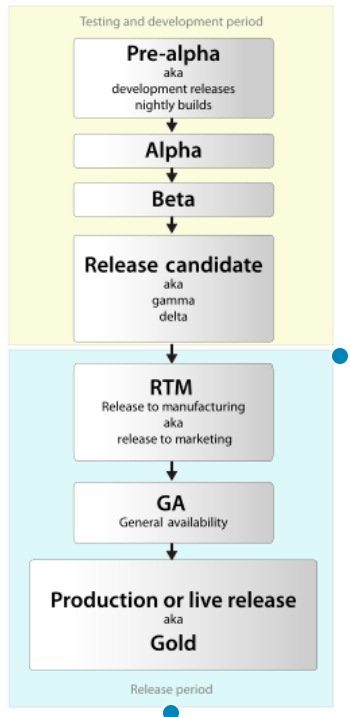 Testing and development period
Pre-alpha
aka
development releases
nightly builds
Alpha
Beta
Release candidate
aka
gamma
delta
RTM
Release to manufacturing
aka
release to marketing
GA
General availability
Production or live release
aka
Gold
Release period